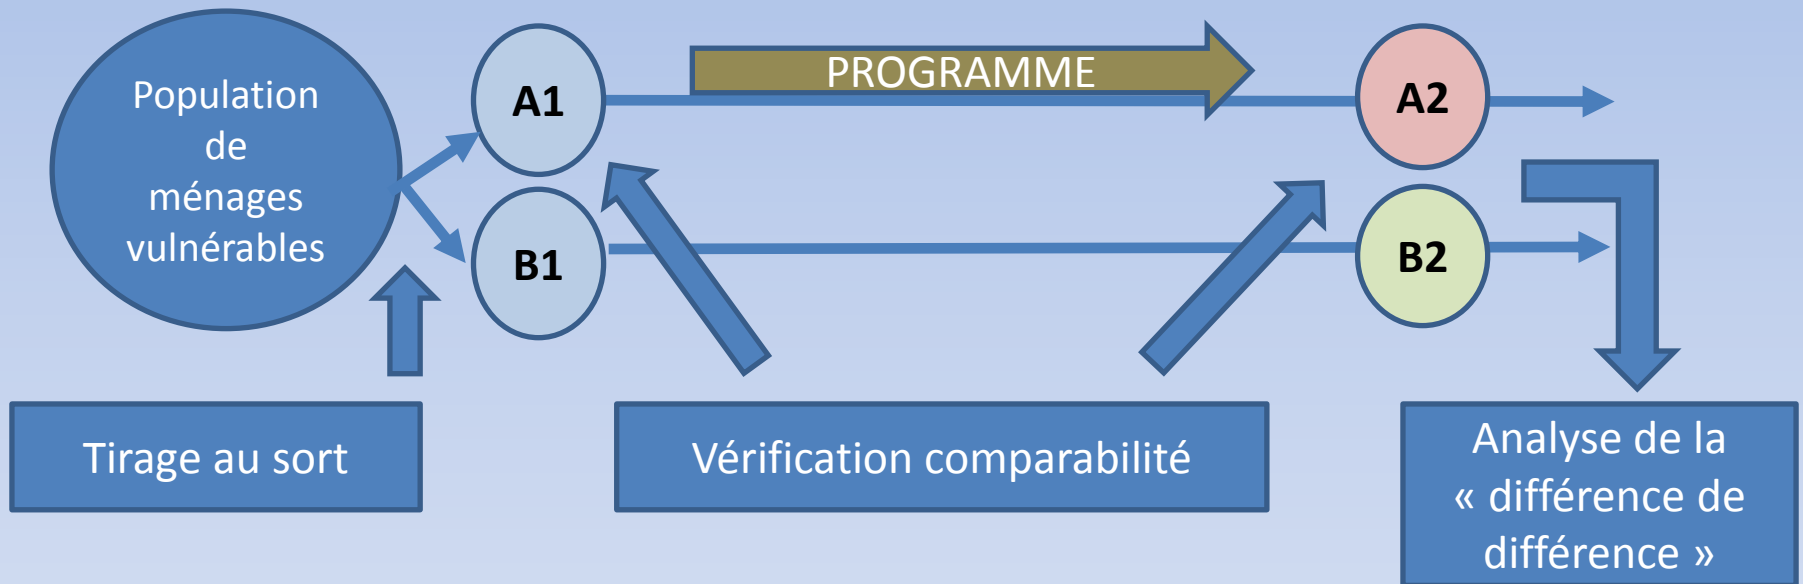 Population
de
ménages
vulnérables
A1
PROGRAMME
A2
B1
B2
Tirage au sort
Vérification comparabilité
Analyse de la
« différence de
différence »